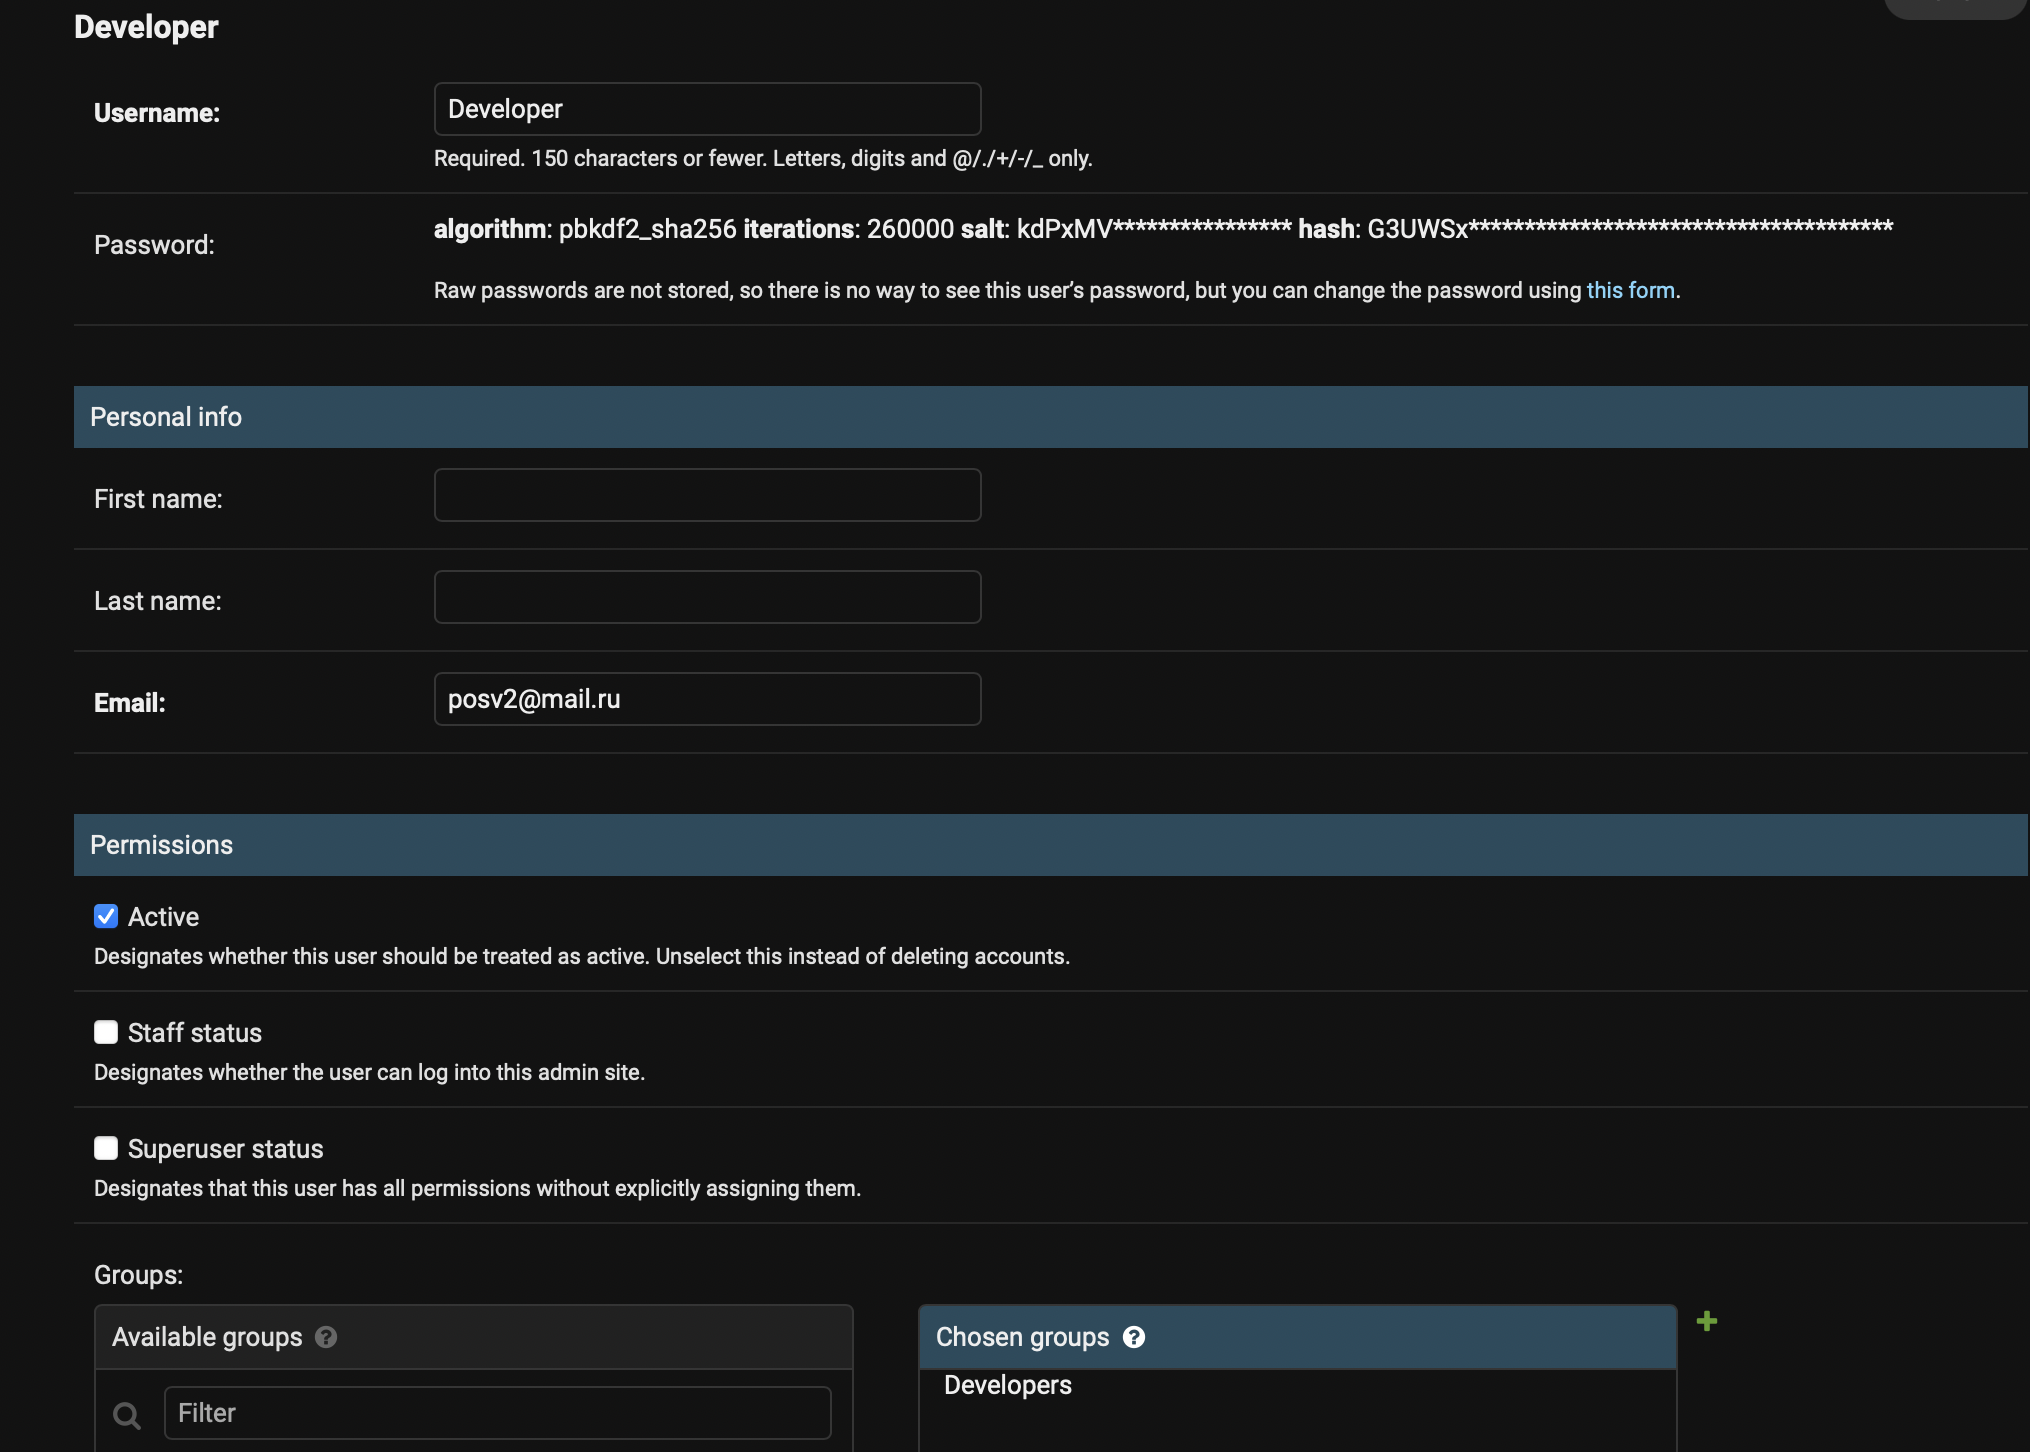 Developer
Username:
Developer
Required. 150 characters or fewer. Letters, digits and @/./+/-/_ only.
Password:
algorithm: pbkdf2_sha256 iterations: 260000 salt: kdPxMV**************** hash: G3UWSx**************************************
Raw passwords are not stored, so there is no way to see this user’s password, but you can change the password using this form.
Personal info
First name:
Last name:
Email:
posv2@mail.ru
Permissions
Active
Designates whether this user should be treated as active. Unselect this instead of deleting accounts.
Staff status
Designates whether the user can log into this admin site.
Superuser status
Designates that this user has all permissions without explicitly assigning them.
Groups:
Available groups ?
Chosen groups ?
Filter
Developers